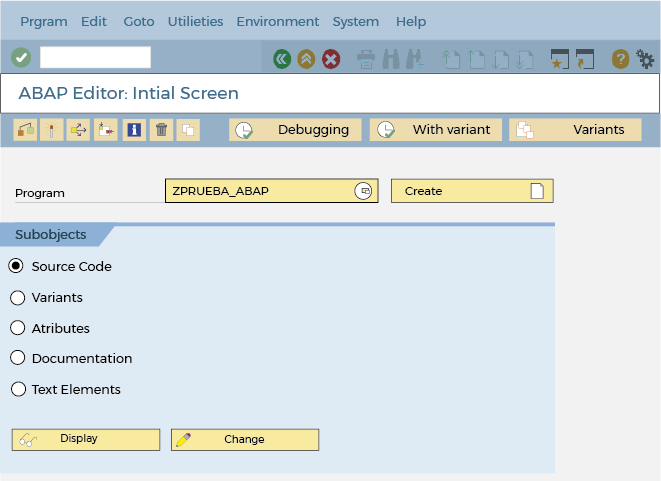 Prgram Edit Goto Utilieties Environment System Help
ABAP Editor: Intial Screen
Debugging With variant Variants
Program ZPRUEBA_ABAP Create
Subobjects
Source Code
Variants
Atributes
Documentation
Text Elements
Display Change